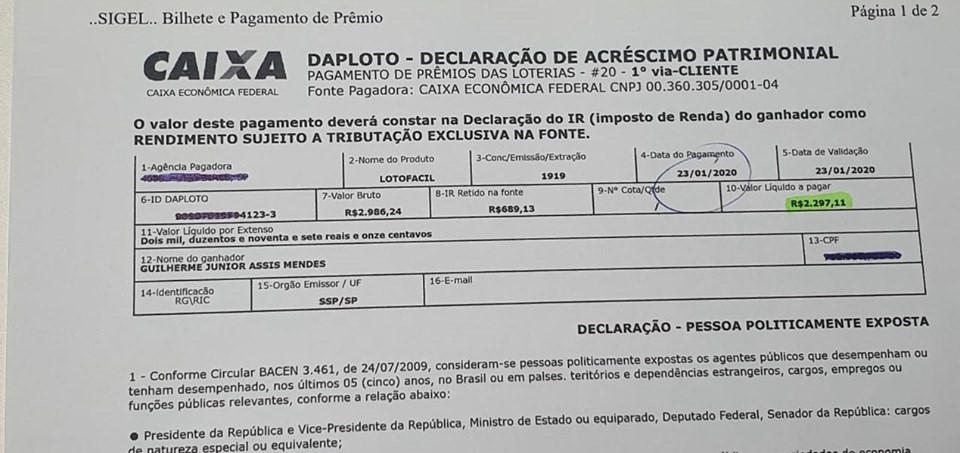 ..SIGEL.. Bilhete e Pagamento de Prêmio
Página 1 de 2
CAIXA
CAIXA ECONÔMICA FEDERAL
DAPLOTO - DECLARAÇÃO DE ACRÉSCIMO PATRIMONIAL
PAGAMENTO DE PRÊMIOS DAS LOTERIAS - #20 - 1º via-CLIENTE
Fonte Pagadora: CAIXA ECONÔMICA FEDERAL CNPJ 00.360.305/0001-04
O valor deste pagamento deverá constar na Declaração do IR (imposto de Renda) do ganhador como
RENDIMENTO SUJEITO A TRIBUTAÇÃO EXCLUSIVA NA FONTE.
1-Agência Pagadora
2-Nome do Produto
LOTOFACIL
3-Conc/Emissão/Extração
1919
4-Data do Pagamento
23/01/2020
5-Data de Validação
23/01/2020
6-ID DAPLOTO
94123-3
7-Valor Bruto
R$2.986,24
8-IR Retido na fonte
R$689,13
9-Nº Cota/Qtde
/
10-Valor Líquido a pagar
R$2.297,11
11-Valor Líquido por Extenso
Dois mil, duzentos e noventa e sete reais e onze centavos
12-Nome do ganhador
GUILHERME JUNIOR ASSIS MENDES
13-CPF
14-Identificação
RG\RIC
15-Orgão Emissor / UF
SSP/SP
16-E-mail
DECLARAÇÃO - PESSOA POLITICAMENTE EXPOSTA
1 - Conforme Circular BACEN 3.461, de 24/07/2009, consideram-se pessoas politicamente expostas os agentes públicos que desempenham ou
tenham desempenhado, nos últimos 05 (cinco) anos, no Brasil ou em palses. teritórios e dependências estrangeiros, cargos, empregos ou
funções públicas relevantes, conforme a relação abaixo:
● Presidente da República e Vice-Presidente da República, Ministro de Estado ou equiparado, Deputado Federal, Senador da República: cargos
de natureza especial ou equivalente;